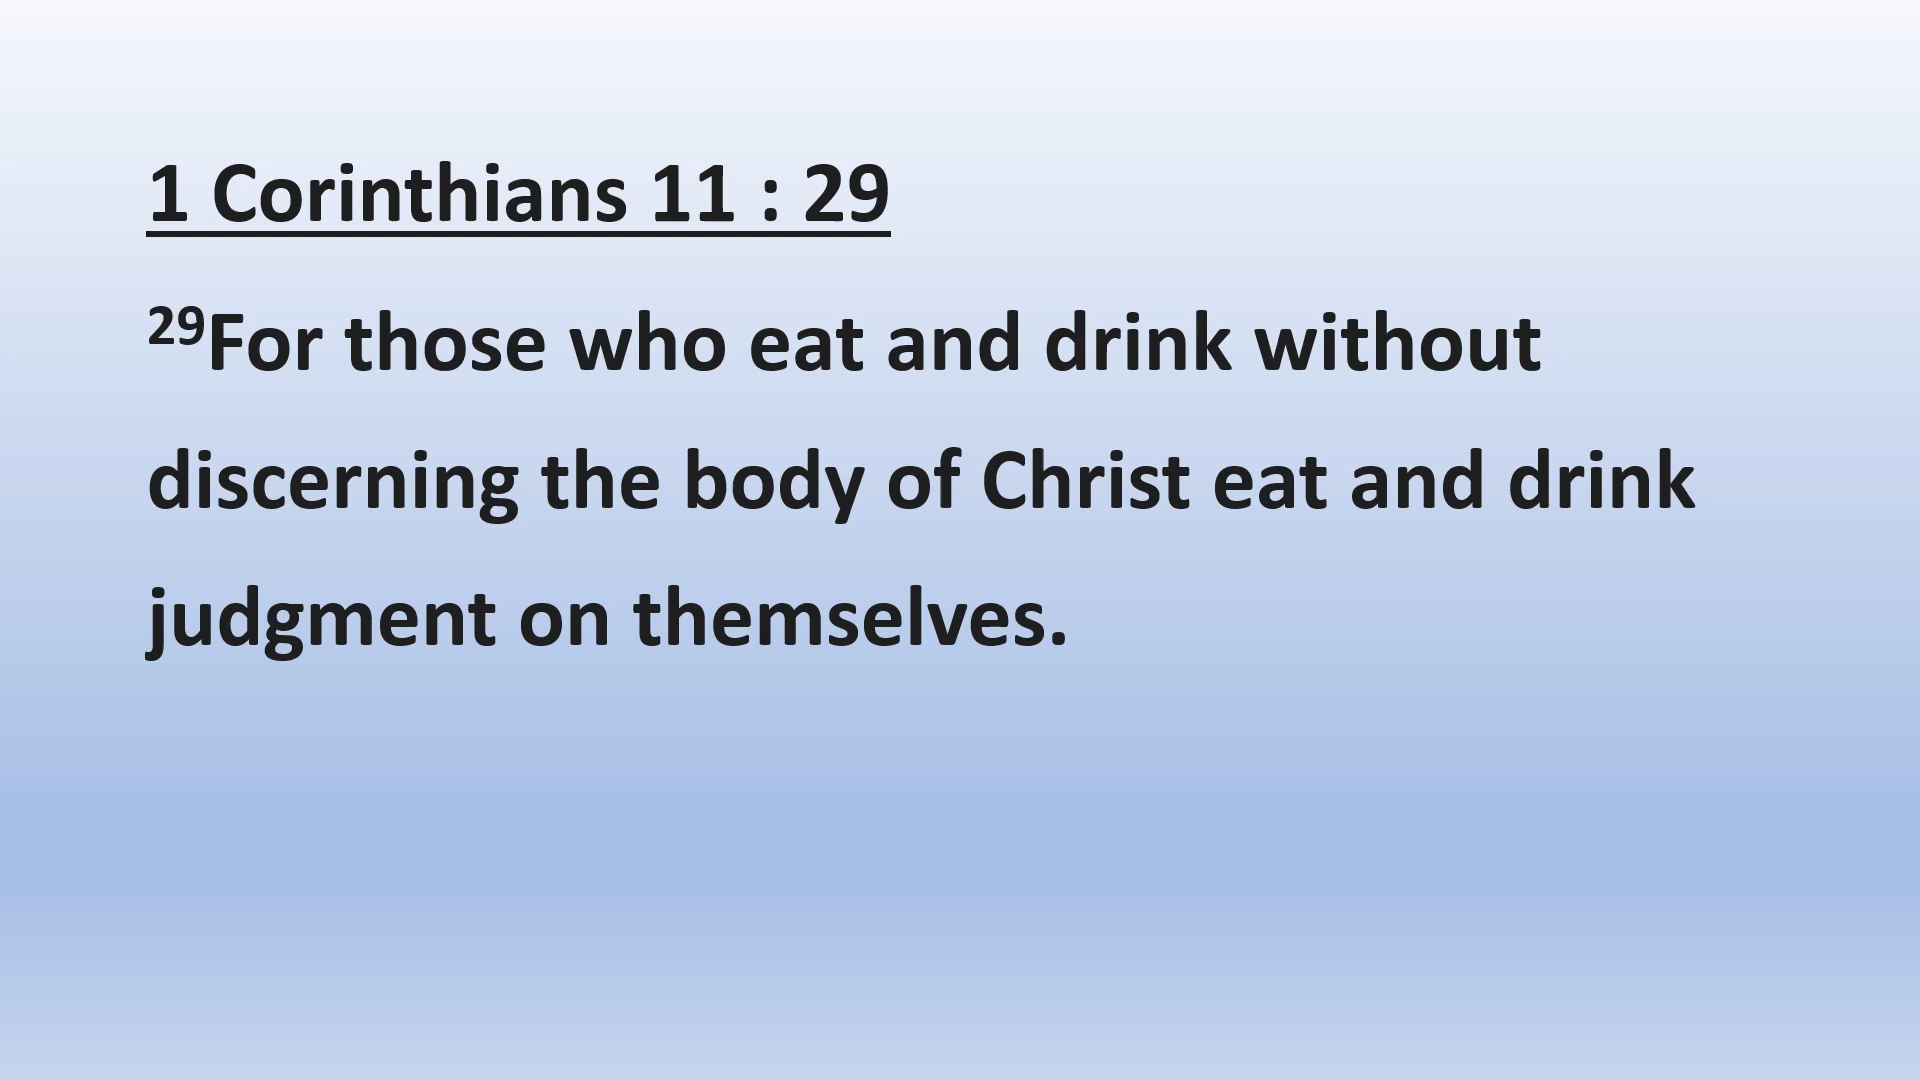 1 Corinthians 11 : 29
29For those who eat and drink without
discerning the body of Christ eat and drink
judgment on themselves.